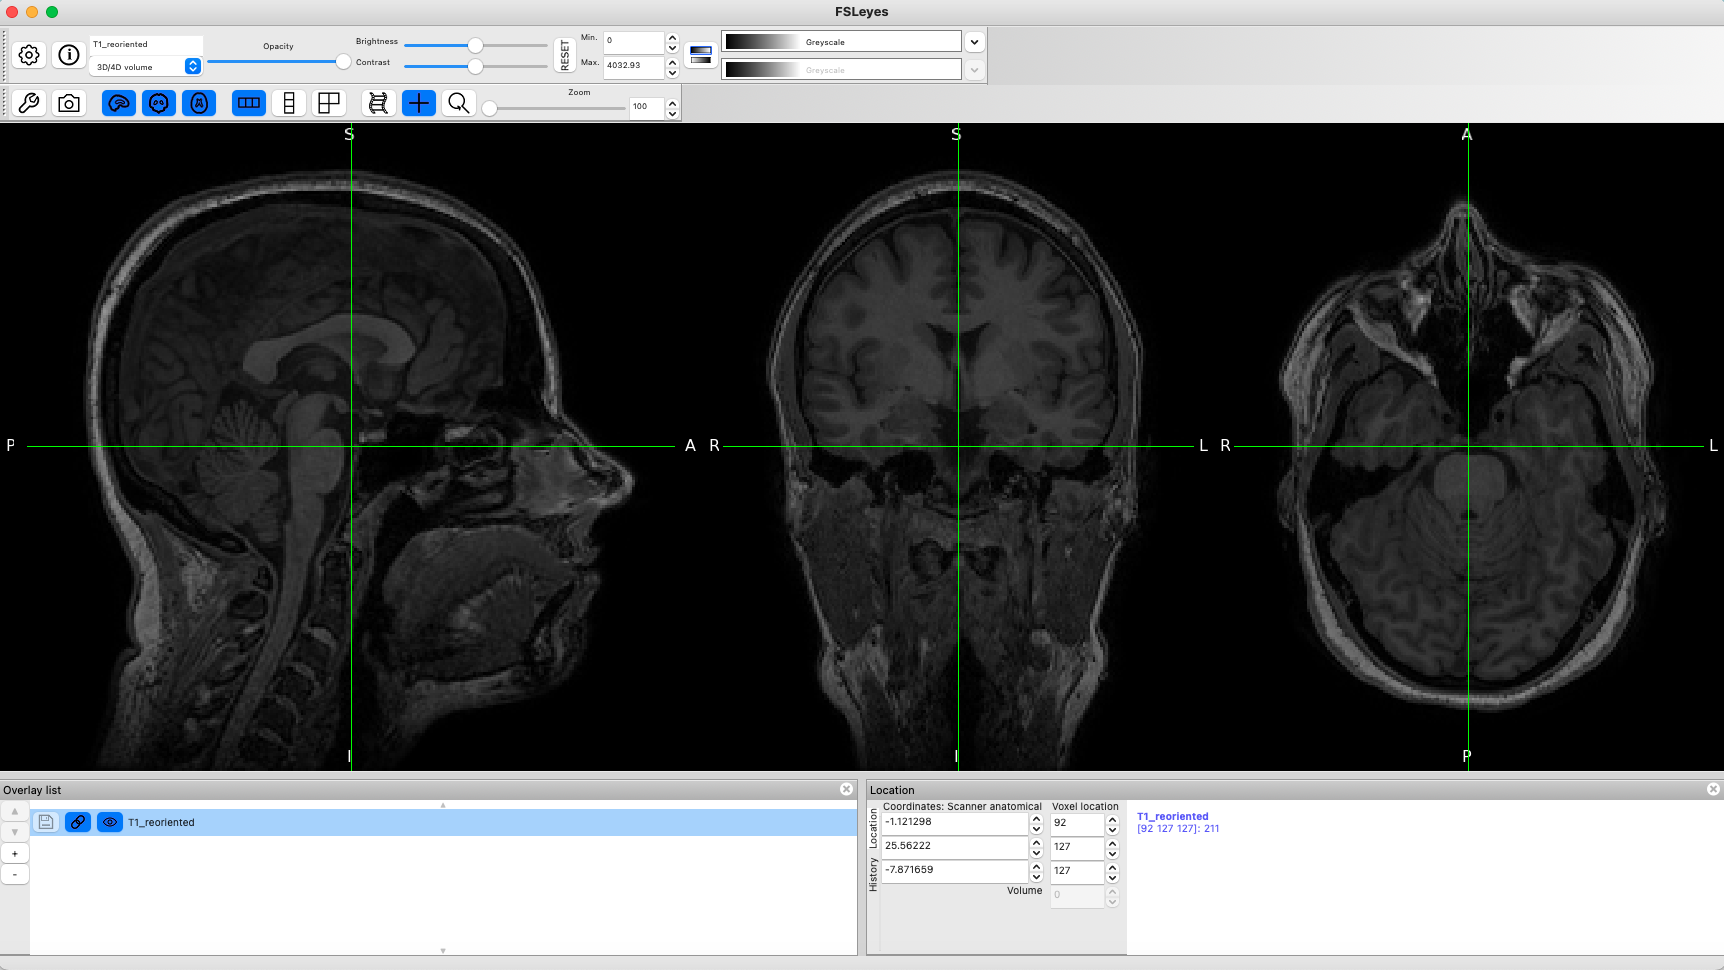 FSLeyes
T1_reoriented
3D/4D volume
Opacity
Brightness
Contrast
RESET
Min.
0
Max.
4032.93
Greyscale
Greyscale
Zoom
100
S
S
A
P
A
R
L
R
L
I
I
P
Overlay list
T1_reoriented
+
-
Location
Location
History
Coordinates: Scanner anatomical
Voxel location
-1.121298
92
25.56222
127
-7.871659
127
Volume
0
T1_reoriented
[92 127 127]: 211